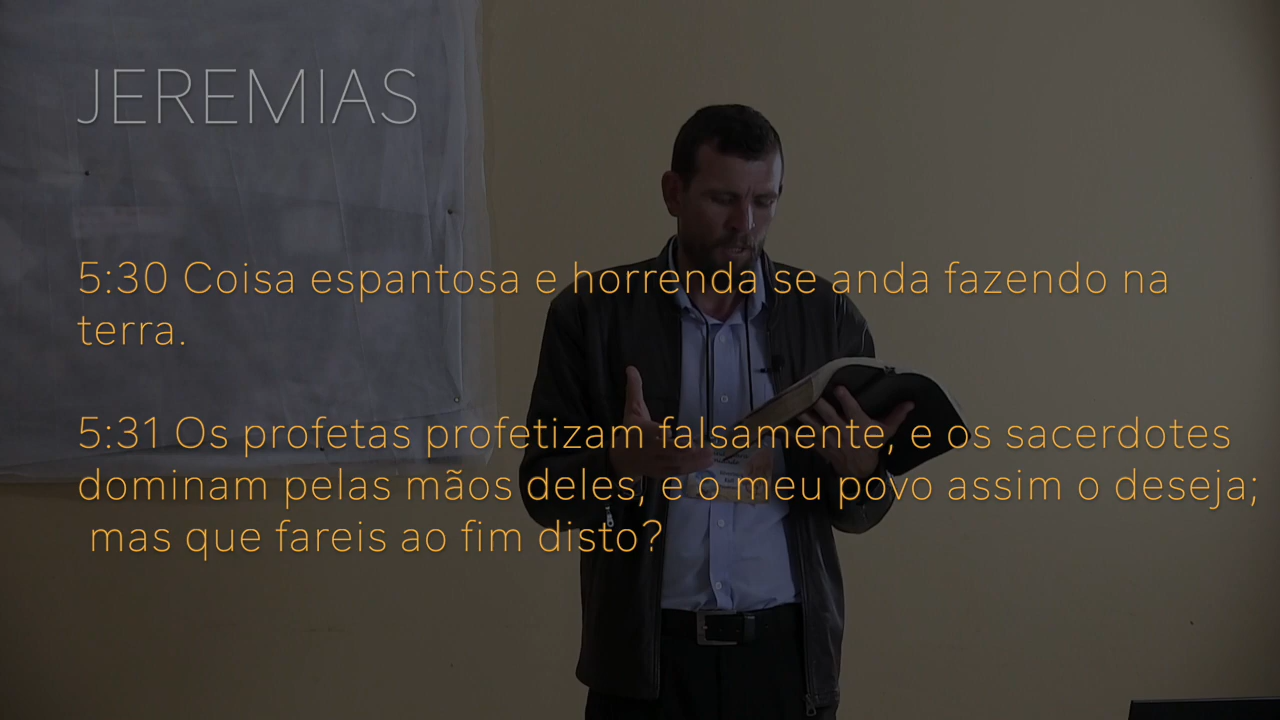 JEREMIAS
5:30 Coisa espantosa e horrenda se anda fazendo na
terra.
5:31 Os profetas profetizam falsamente, e os sacerdotes
dominam pelas mãos deles, e o meu povo assim o deseja;
mas que fareis ao fim disto?